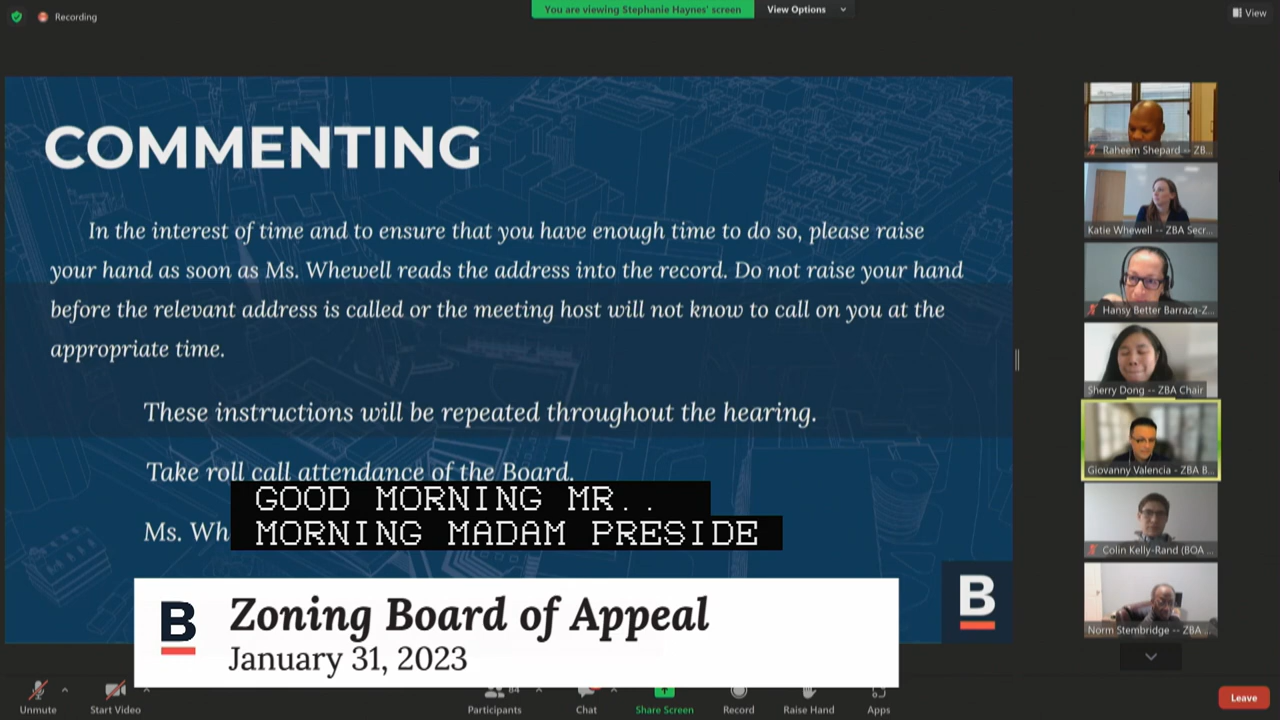 Recording
You are viewing Stephanie Haynes' screen
View Options
View
COMMENTING
In the interest of time and to ensure that you have enough time to do so, please raise
your hand as soon as Ms. Whewell reads the address into the record. Do not raise your hand
before the relevant address is called or the meeting host will not know to call on you at the
appropriate time.
These instructions will be repeated throughout the hearing.
Take roll call attendance of the Board.
Ms. Wh
GOOD MORNING MR..
MORNING MADAM PRESIDE
B
Zoning Board of Appeal
January 31, 2023
B
Raheem Shepard -- ZB...
Katie Whewell -- ZBA Secr...
Hansy Better Barraza-Z...
Sherry Dong -- ZBA Chair
Giovanny Valencia - ZBA B...
Colin Kelly-Rand (BOA ...
Norm Stembridge -- ZBA ...
Unmute
Start Video
Participants
84
Chat
Share Screen
Record
Raise Hand
Apps
Leave